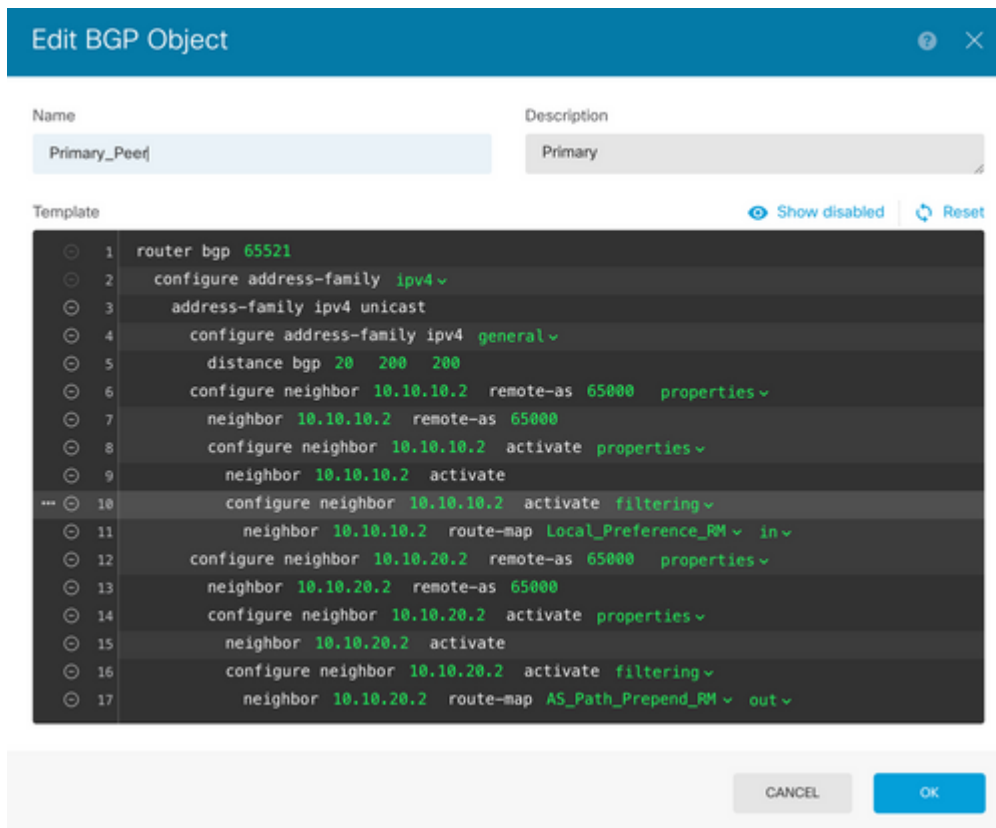 Edit BGP Object
Name
Description
Primary_Peer
Primary
Template
Show disabled
Reset
1 router bgp 65521
2 configure address-family ipv4
3 address-family ipv4 unicast
4 configure address-family ipv4 general
5 distance bgp 20 200 200
6 configure neighbor 10.10.10.2 remote-as 65000 properties
7 neighbor 10.10.10.2 remote-as 65000
8 configure neighbor 10.10.10.2 activate properties
9 neighbor 10.10.10.2 activate
10 configure neighbor 10.10.10.2 activate filtering
11 neighbor 10.10.10.2 route-map Local_Preference_RM in
12 configure neighbor 10.10.20.2 remote-as 65000 properties
13 neighbor 10.10.20.2 remote-as 65000
14 configure neighbor 10.10.20.2 activate properties
15 neighbor 10.10.20.2 activate
16 configure neighbor 10.10.20.2 activate filtering
17 neighbor 10.10.20.2 route-map AS_Path_Prepend_RM out
CANCEL
OK